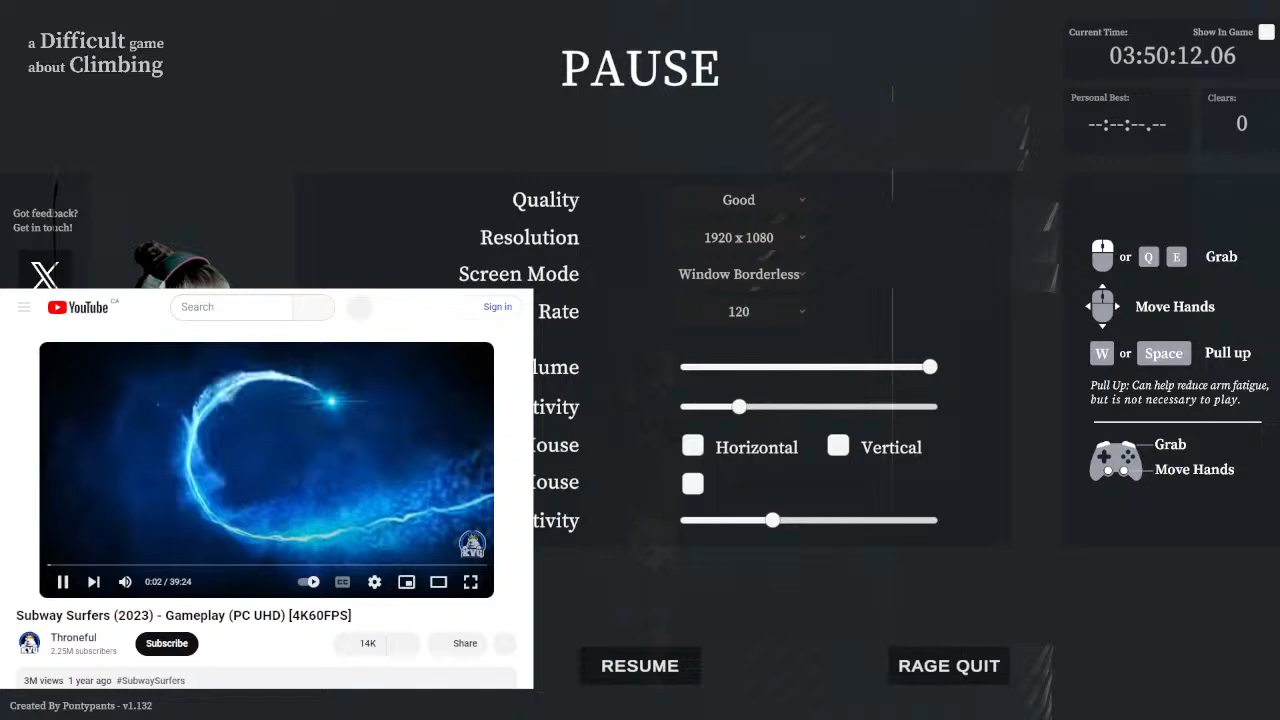 a Difficult game
about Climbing
PAUSE
Current Time:
Show In Game
03:50:12.06
Personal Best:
--:--:--.--
Clears:
0
Got feedback?
Get in touch!
Quality
Good
Resolution
1920 x 1080
Screen Mode
Window Borderless
Rate
120
lume
tivity
ouse
Horizontal
Vertical
ouse
tivity
or Q E Grab
Move Hands
W or Space Pull up
Pull Up: Can help reduce arm fatigue,
but is not necessary to play.
Grab
Move Hands
YouTube CA
Search
Sign in
KVG
CC
0:02 / 39:24
Subway Surfers (2023) - Gameplay (PC UHD) [4K60FPS]
Throneful
2.25M subscribers
Subscribe
14K
Share
3M views 1 year ago #SubwaySurfers
RESUME
RAGE QUIT
Created By Pontypants - v1.132